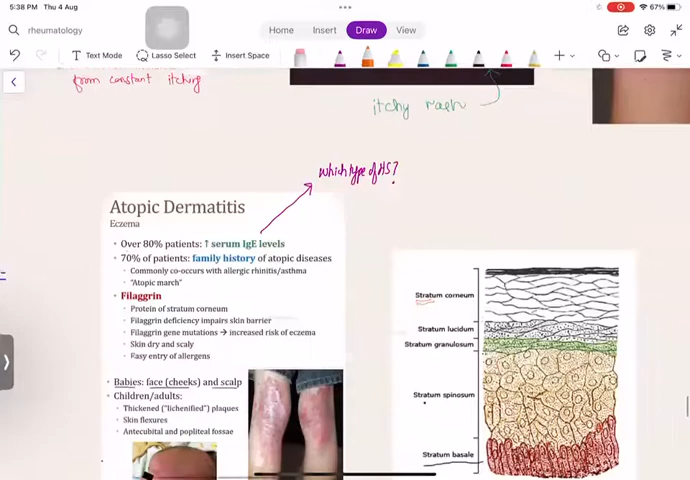 5:38 PM Thu 4 Aug
67%
rheumatology
Home Insert Draw View
Text Mode
Lasso Select
Insert Space
from constant itching
itchy rash
Which type of HS?
Atopic Dermatitis
Eczema
Over 80% patients: ↑ serum IgE levels
70% of patients: family history of atopic diseases
Commonly co-occurs with allergic rhinitis/asthma
"Atopic march"
Filaggrin
Protein of stratum corneum
Filaggrin deficiency impairs skin barrier
Filaggrin gene mutations → increased risk of eczema
Skin dry and scaly
Easy entry of allergens
Babies: face (cheeks) and scalp
Children/adults:
Thickened ("lichenified") plaques
Skin flexures
Antecubital and popliteal fossae
Stratum corneum
Stratum lucidum
Stratum granulosum
Stratum spinosum
Stratum basale